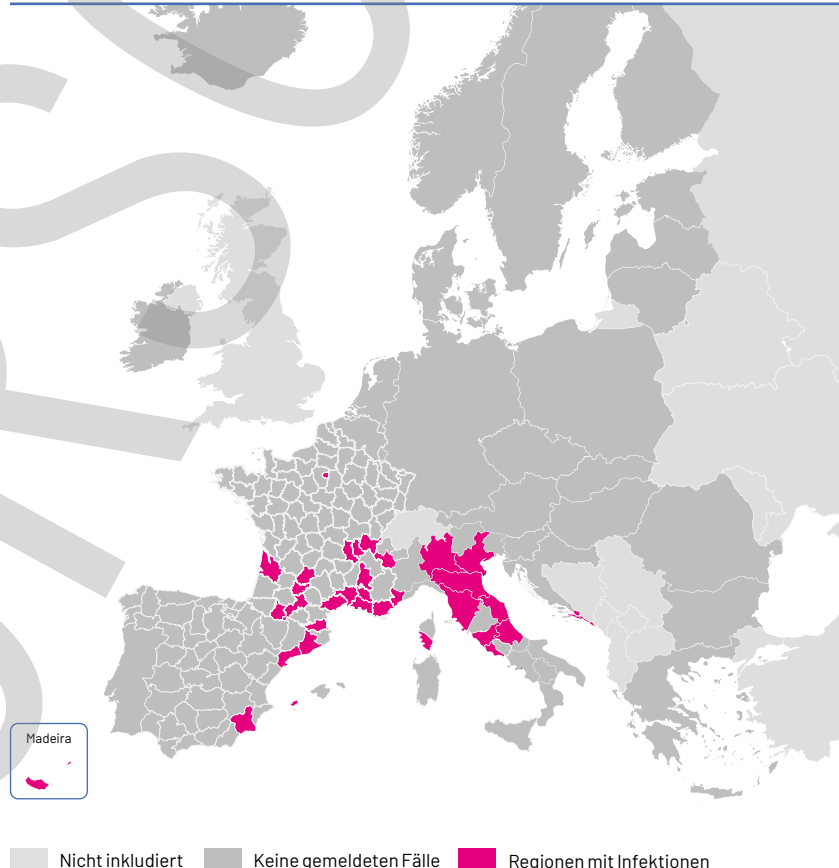 Madeira
Nicht inkludiert
Keine gemeldeten Fälle
Regionen mit Infektionen